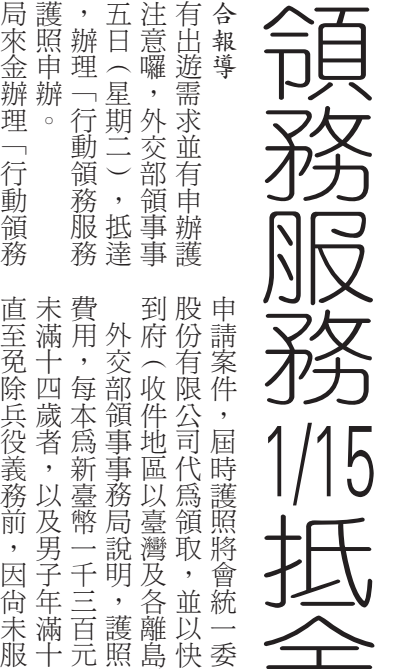 領務服務1/15抵金
合報導
有出遊需求並有申辦護
注意囉，外交部領事事
五日（星期二），抵達
，辦理「行動領務服務
護照申辦。
局來金辦理「行動領務
申請案件，屆時護照將會統一委
股份有限公司代為領取，並以快
到府（收件地區以臺灣及各離島
外交部領事事務局說明，護照
費用，每本為新臺幣一千三百元
未滿十四歲者，以及男子年滿十
直至免除兵役義務前，因尚未服